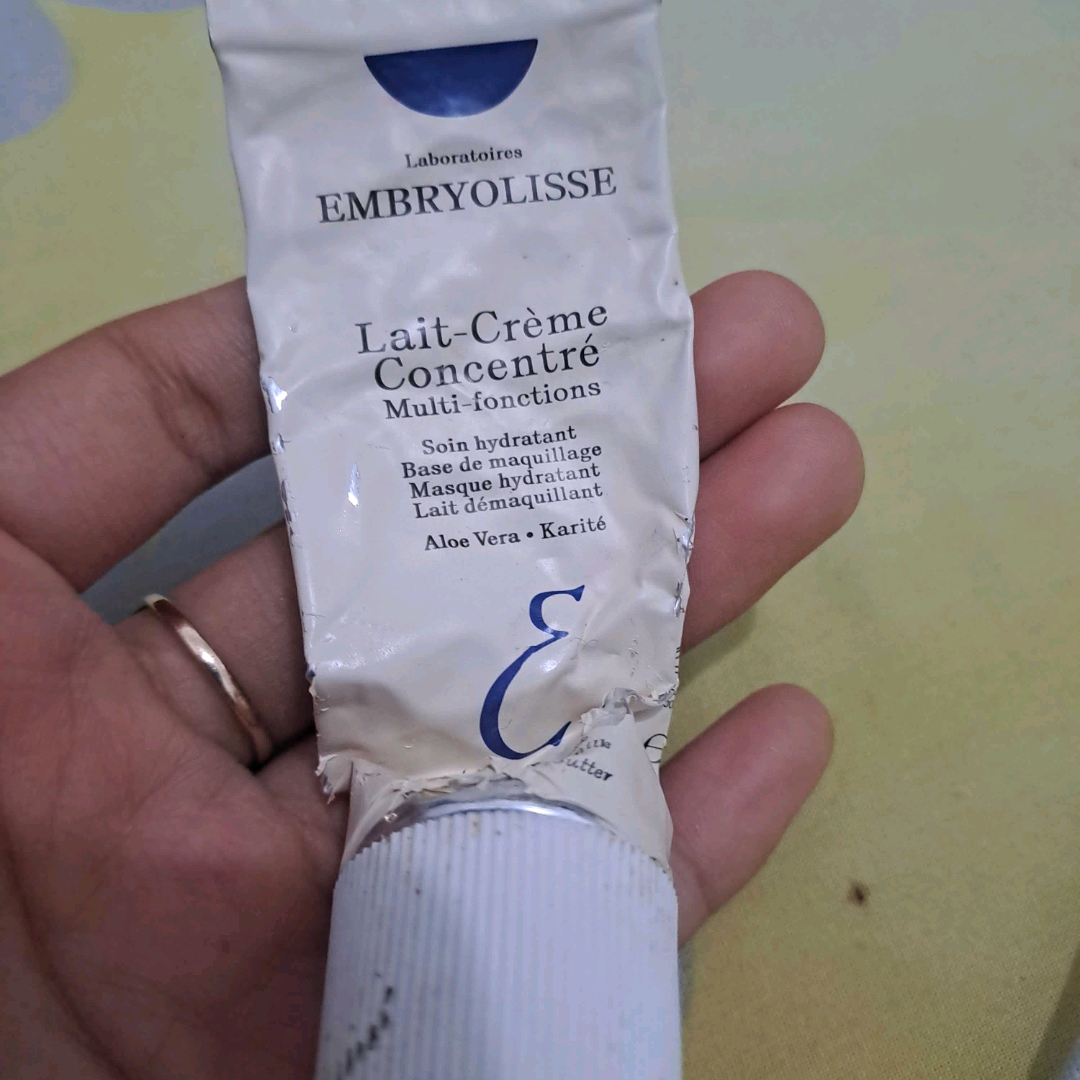 Laboratoires
EMBRYOLISSE
Lait-Crème
Concentré
Multi-fonctions
Soin hydratant
Base de maquillage
Masque hydratant
Lait démaquillant
Aloe Vera • Karité
E